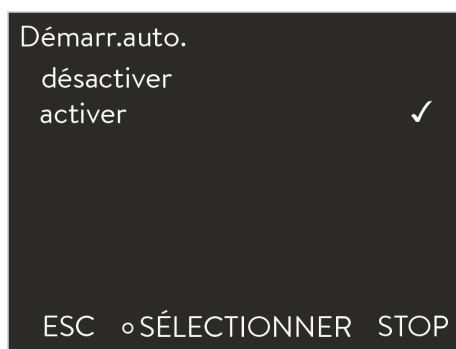 Démarr.auto.
désactiver
activer ✓
ESC ○ SÉLECTIONNER STOP